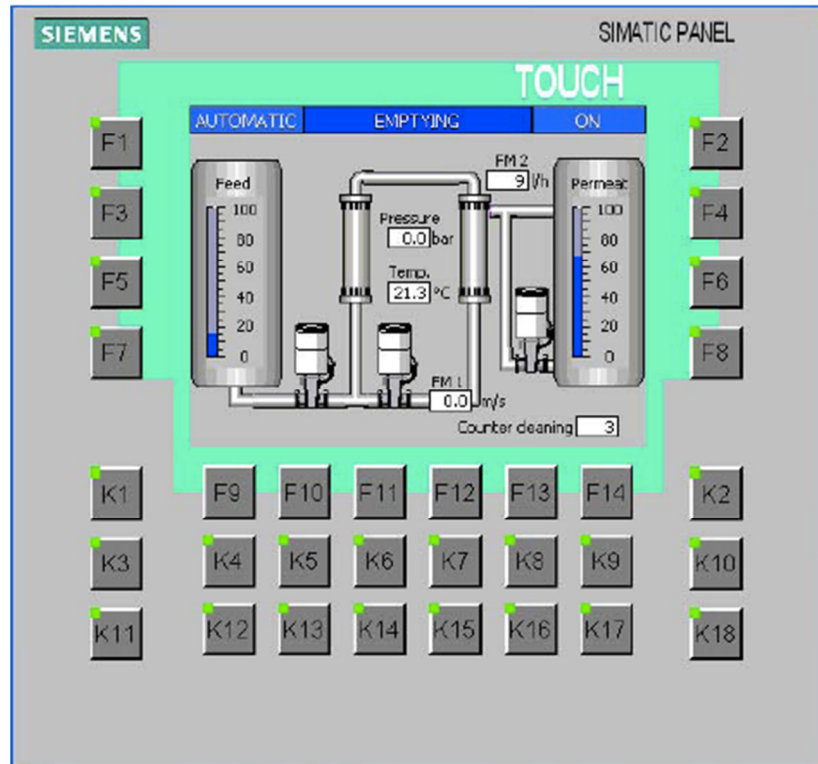 SIEMENS
SIMATIC PANEL
TOUCH
AUTOMATIC EMPTYING ON
F1
F2
FM 2
9 l/h
Feed
Permeat
F3
F4
100
80
60
40
20
0
Pressure
0.0 bar
Temp.
21.3 °C
100
80
60
40
20
0
F5
F6
F7
F8
FM 1
0.0 m/s
Counter cleaning 3
K1 F9 F10 F11 F12 F13 F14 K2
K3 K4 K5 K6 K7 K8 K9 K10
K11 K12 K13 K14 K15 K16 K17 K18